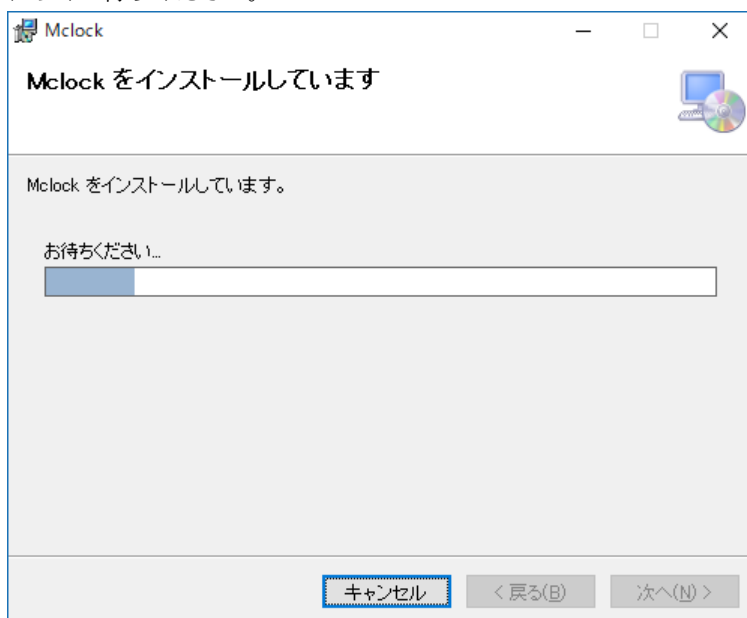 Mclock
Mclock をインストールしています
Mclock をインストールしています。
お待ちください...
キャンセル
< 戻る(B)
次へ(N) >